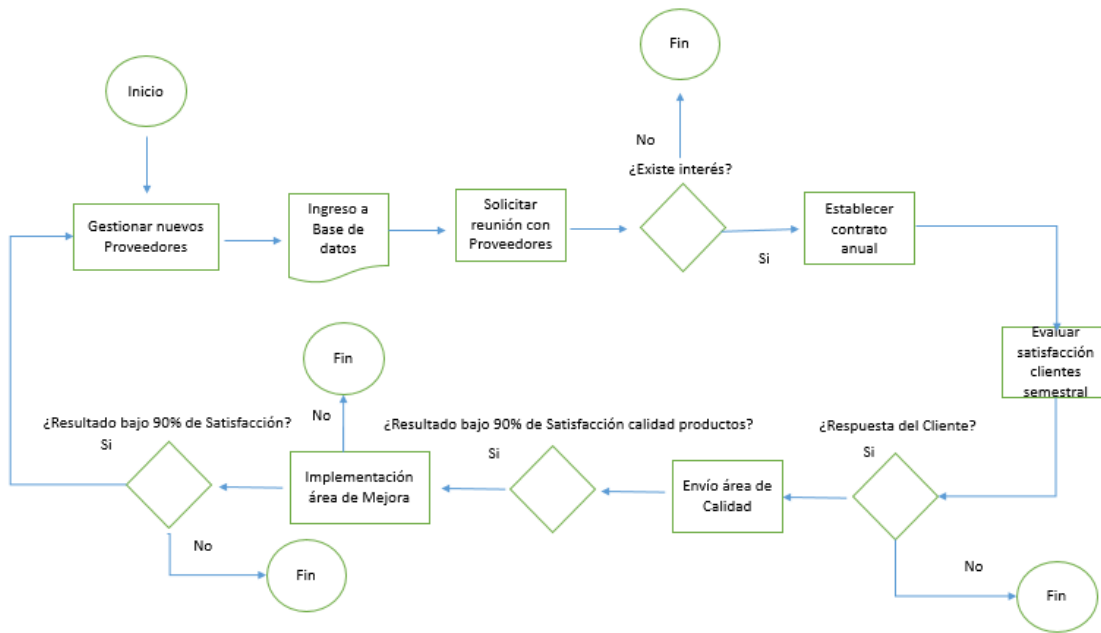 Inicio
Fin
No
¿Existe interés?
Gestionar nuevos
Proveedores
Ingreso a
Base de
datos
Solicitar
reunión con
Proveedores
Si
Establecer
contrato
anual
Evaluar
satisfacción
clientes
semestral
¿Respuesta del Cliente?
Si
No
Fin
Envío área de
Calidad
¿Resultado bajo 90% de Satisfacción calidad productos?
Si
Fin
No
Implementación
área de Mejora
¿Resultado bajo 90% de Satisfacción?
Si
No
Fin